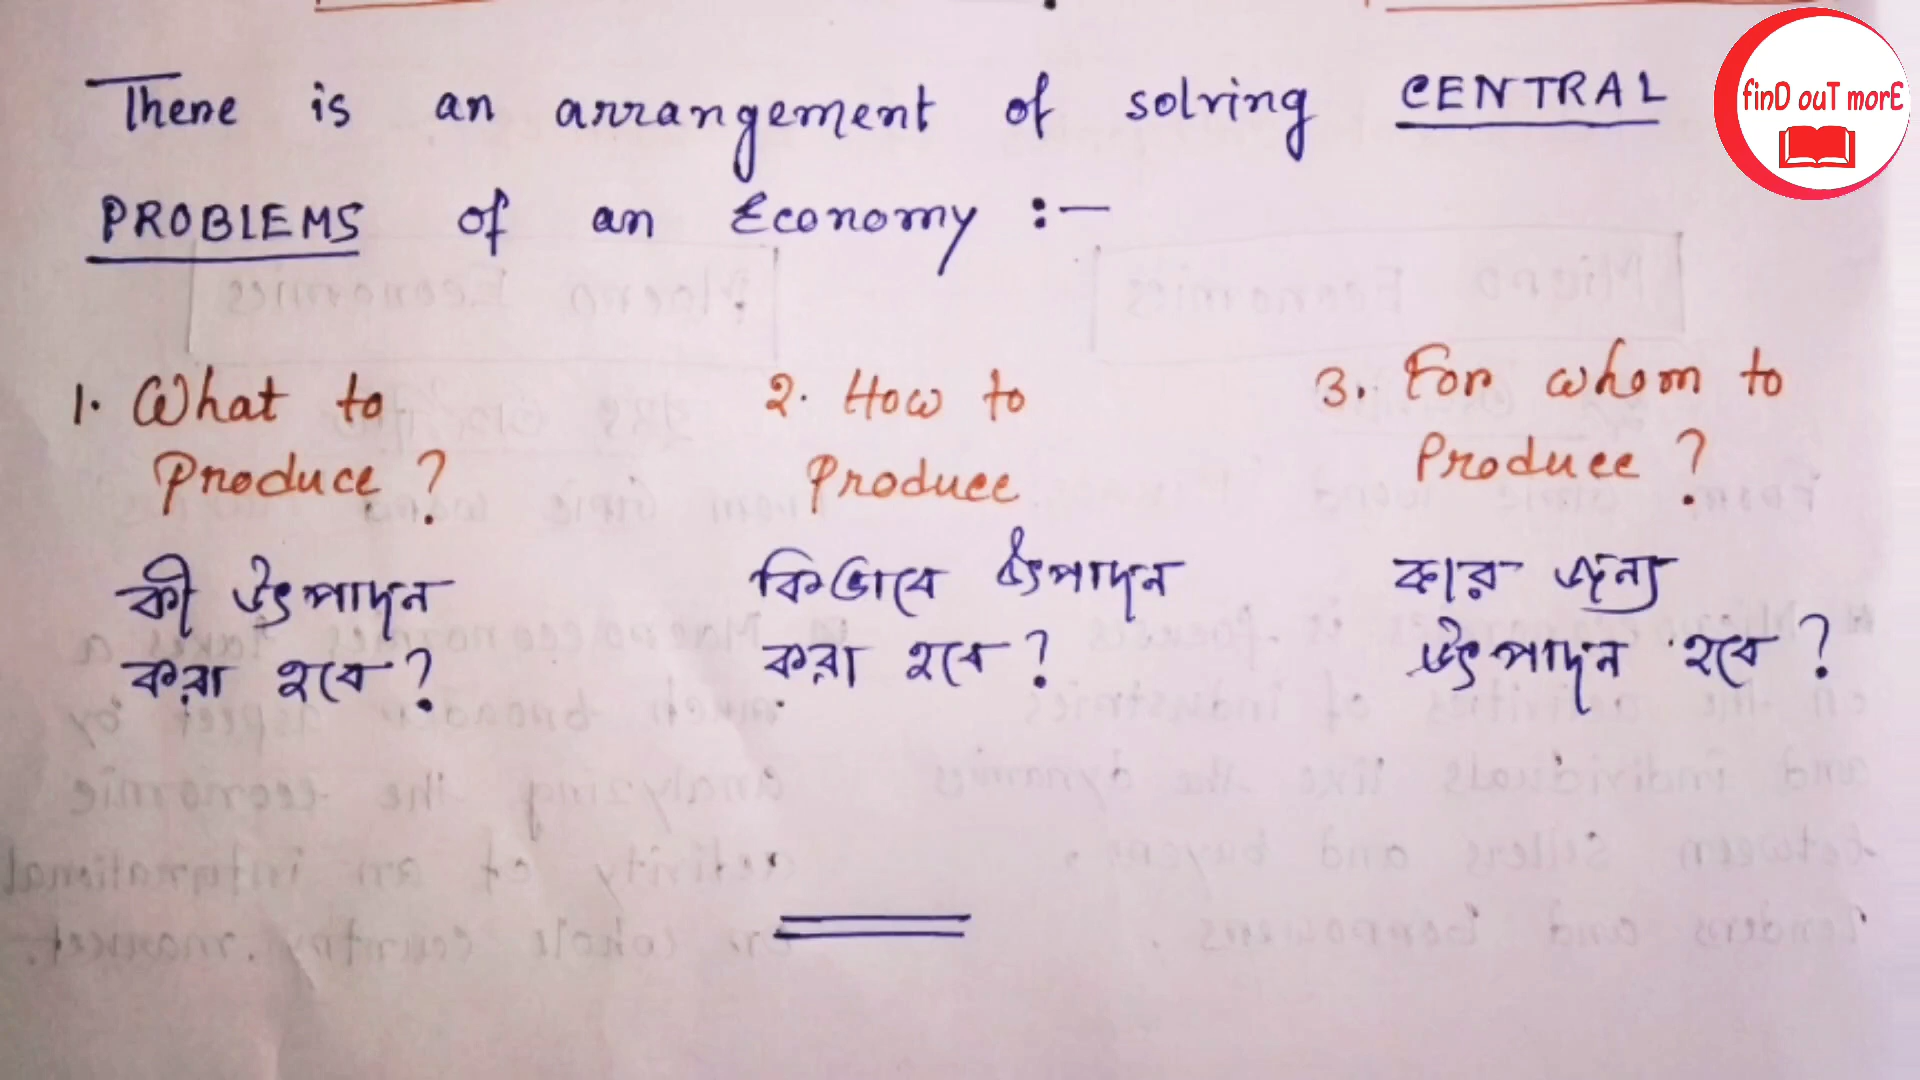 finD ouT morE
There is an arrangement of solving CENTRAL
PROBLEMS of an Economy :-
1. What to
Produce ?
2. How to
Produce
3. For whom to
Produce ?
কী উৎপাদন
করা হবে ?
কিভাবে উৎপাদন
করা হবে ?
কার জন্য
উৎপাদন হবে ?